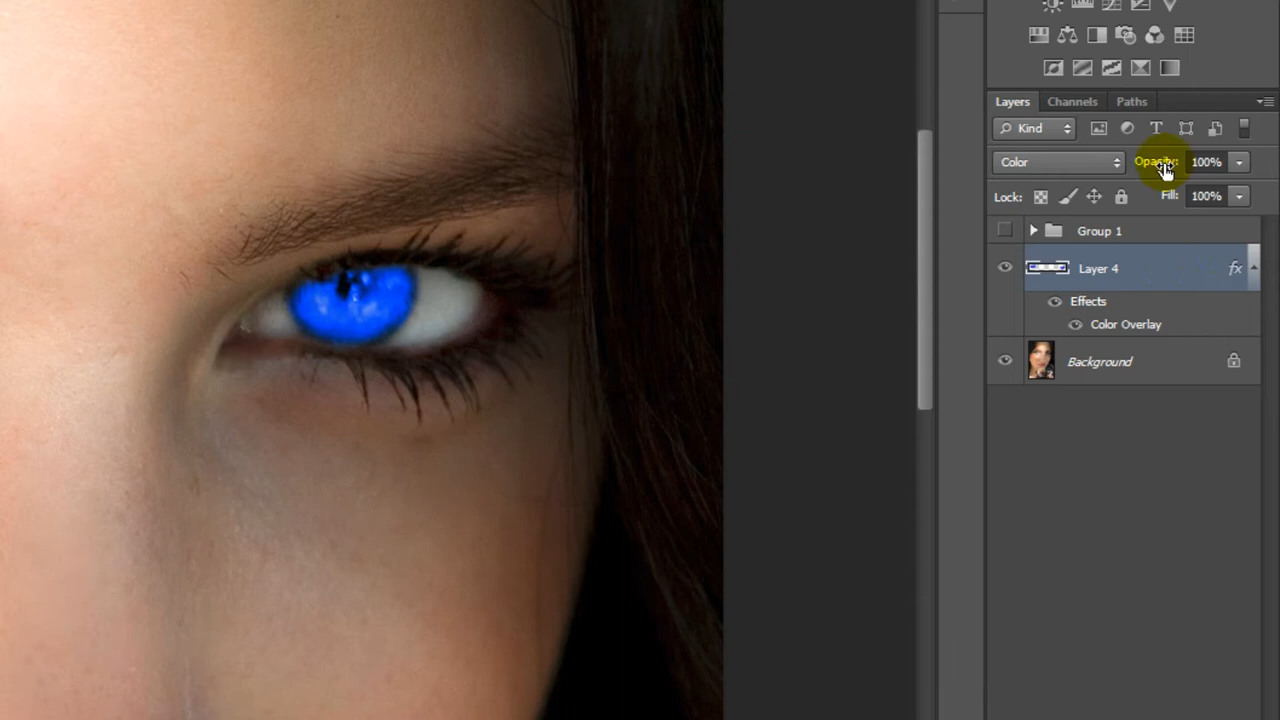 Layers Channels Paths
Kind
Color Opacity: 100%
Lock: Fill: 100%
Group 1
Layer 4 fx
Effects
Color Overlay
Background